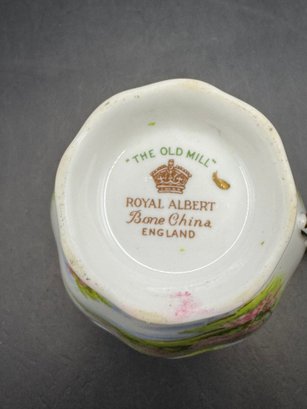 "THE OLD MILL"
ROYAL ALBERT
Bone China
ENGLAND